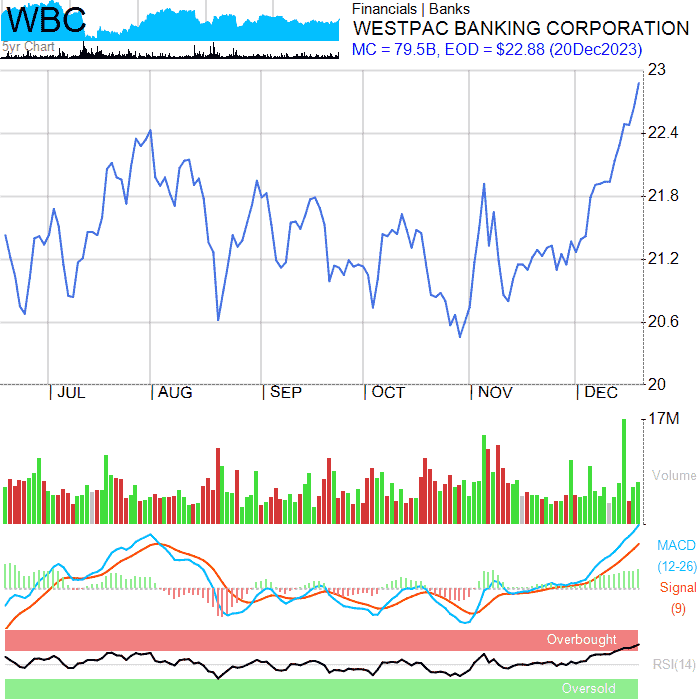 WBC
5yr Chart
Financials | Banks
WESTPAC BANKING CORPORATION
MC = 79.5B, EOD = $22.88 (20Dec2023)
23
22.4
21.8
21.2
20.6
20
| JUL | AUG | SEP | OCT | NOV | DEC
17M
Volume
MACD
(12-26)
Signal
(9)
Overbought
RSI(14)
Oversold